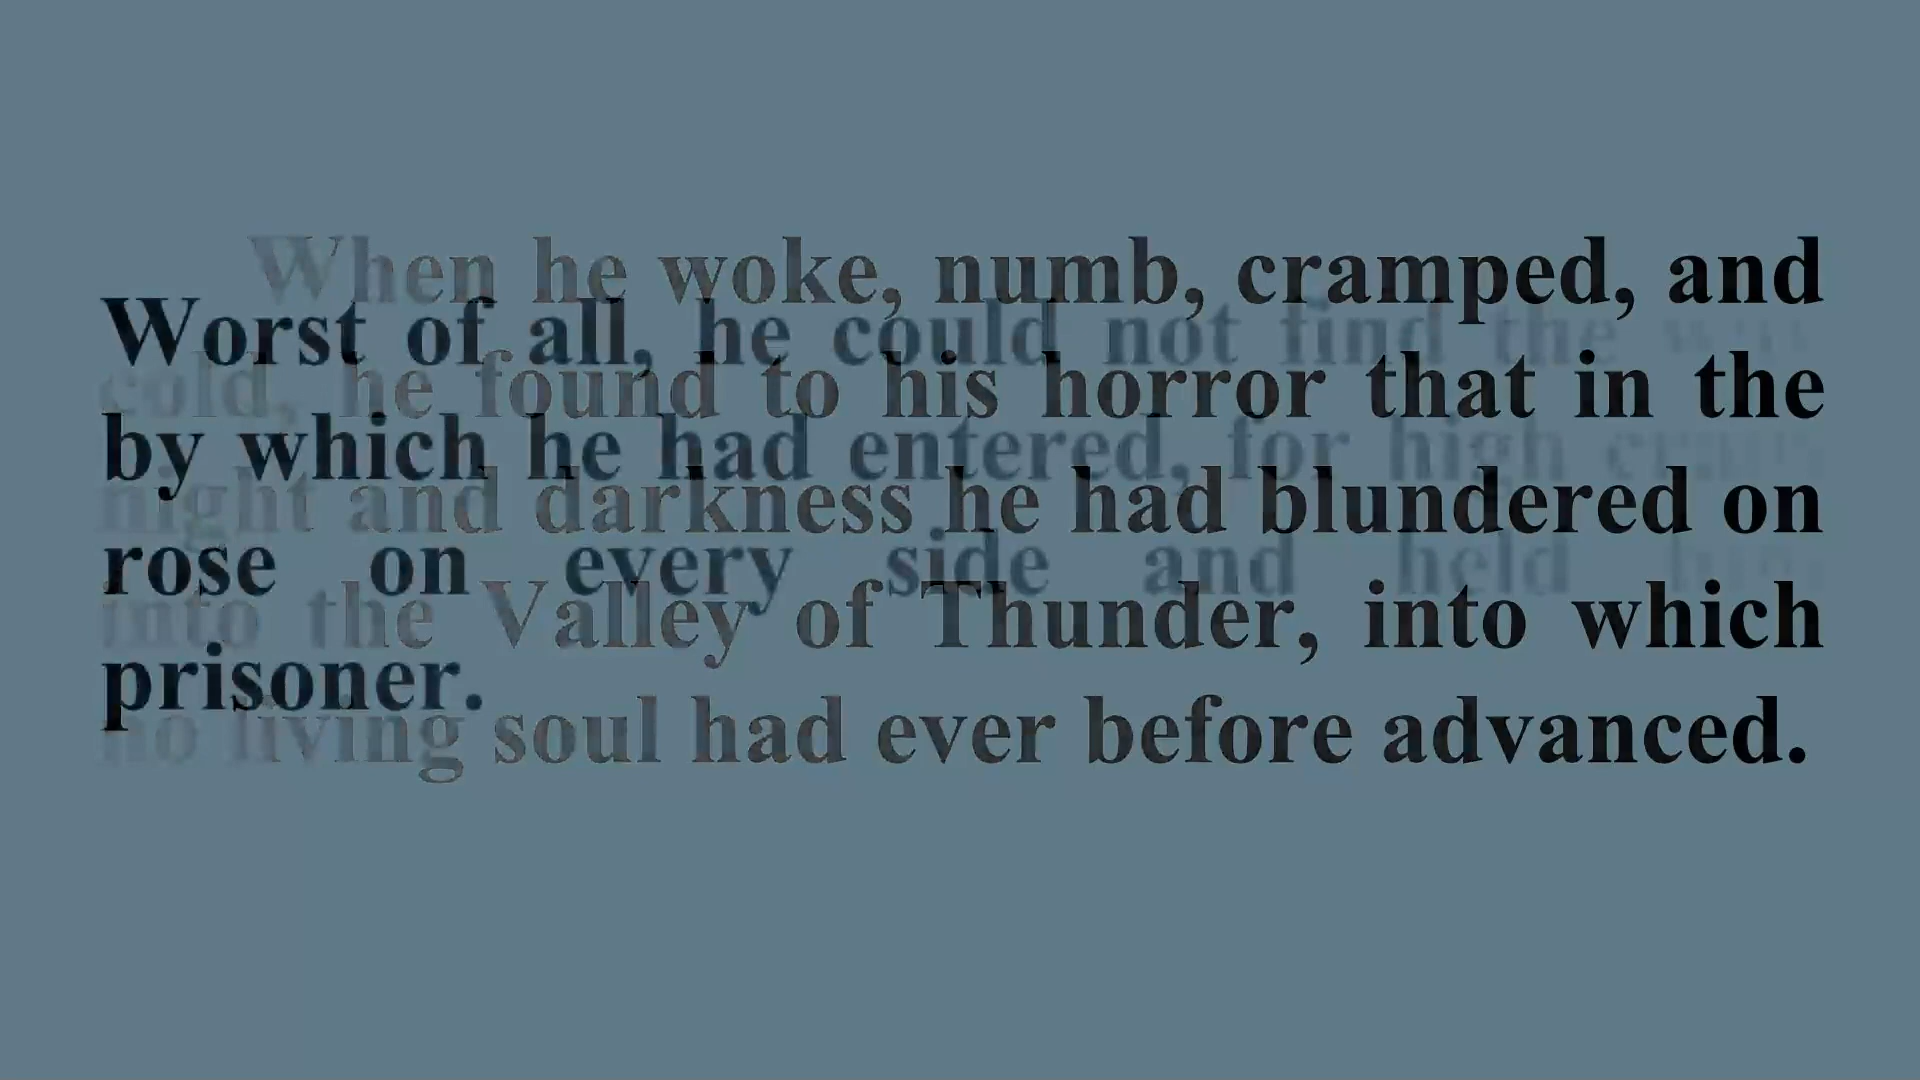 When he woke, numb, cramped, and
Worst of all, he could not find the way
cold, he found to his horror that in the
by which he had entered, for high
night and darkness he had blundered on
rose on every side and held him
into the Valley of Thunder, into which
prisoner.
no living soul had ever before advanced.